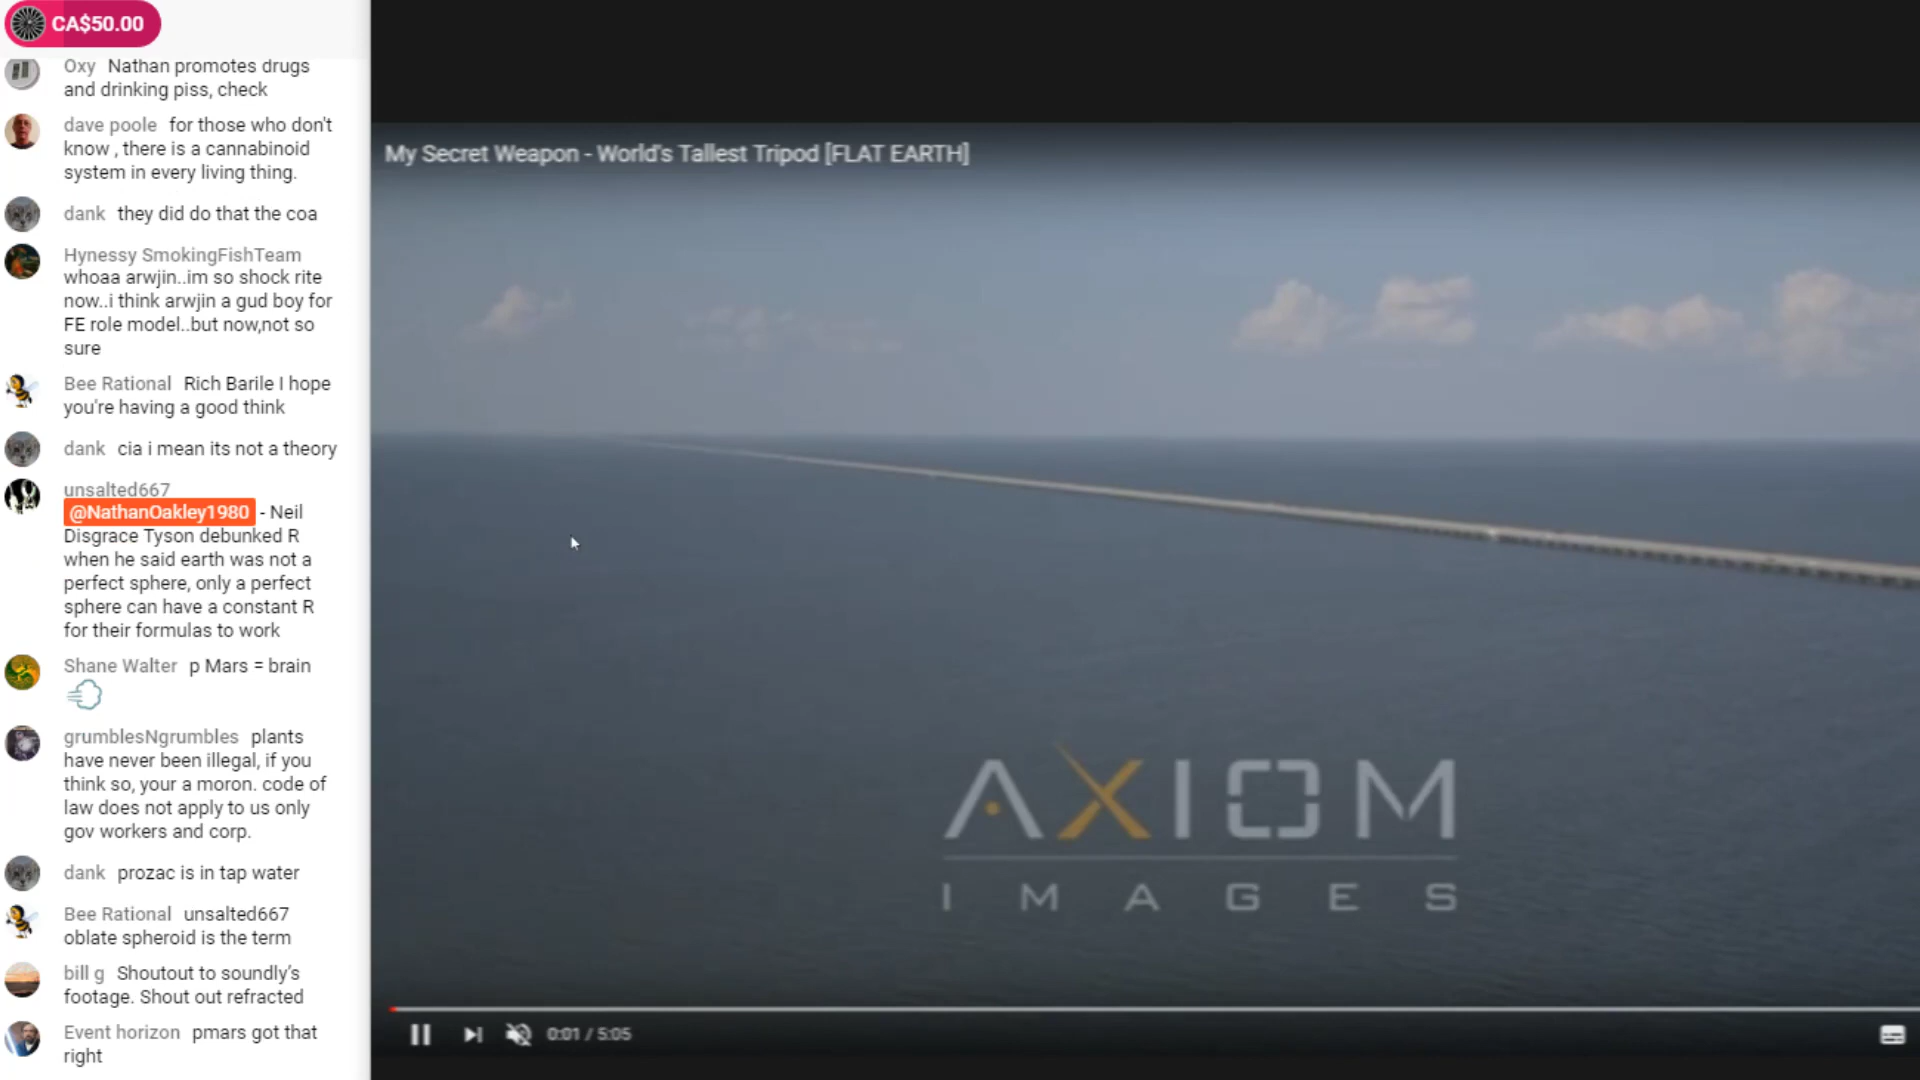 CA$50.00
Oxy Nathan promotes drugs
and drinking piss, check
dave poole for those who don't
know , there is a cannabinoid
system in every living thing.
dank they did do that the coa
Hynessy SmokingFishTeam
whoaa arwjin..im so shock rite
now..i think arwjin a gud boy for
FE role model..but now,not so
sure
Bee Rational Rich Barile I hope
you're having a good think
dank cia i mean its not a theory
unsalted667
@NathanOakley1980 - Neil
Disgrace Tyson debunked R
when he said earth was not a
perfect sphere, only a perfect
sphere can have a constant R
for their formulas to work
Shane Walter p Mars = brain
grumblesNgrumbles plants
have never been illegal, if you
think so, your a moron. code of
law does not apply to us only
gov workers and corp.
dank prozac is in tap water
Bee Rational unsalted667
oblate spheroid is the term
bill g Shoutout to soundly's
footage. Shout out refracted
Event horizon pmars got that
right
My Secret Weapon - World's Tallest Tripod [FLAT EARTH]
AXIOM
IMAGES
0:01 / 5:05